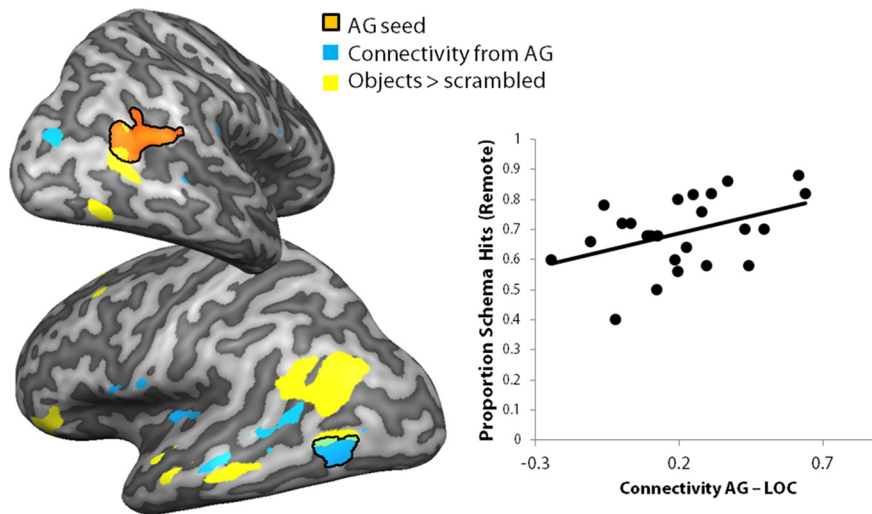 AG seed
Connectivity from AG
Objects > scrambled
Proportion Schema Hits (Remote)
1
0.9
0.8
0.7
0.6
0.5
0.4
0.3
0.2
0.1
0
-0.3
0.2
0.7
Connectivity AG – LOC